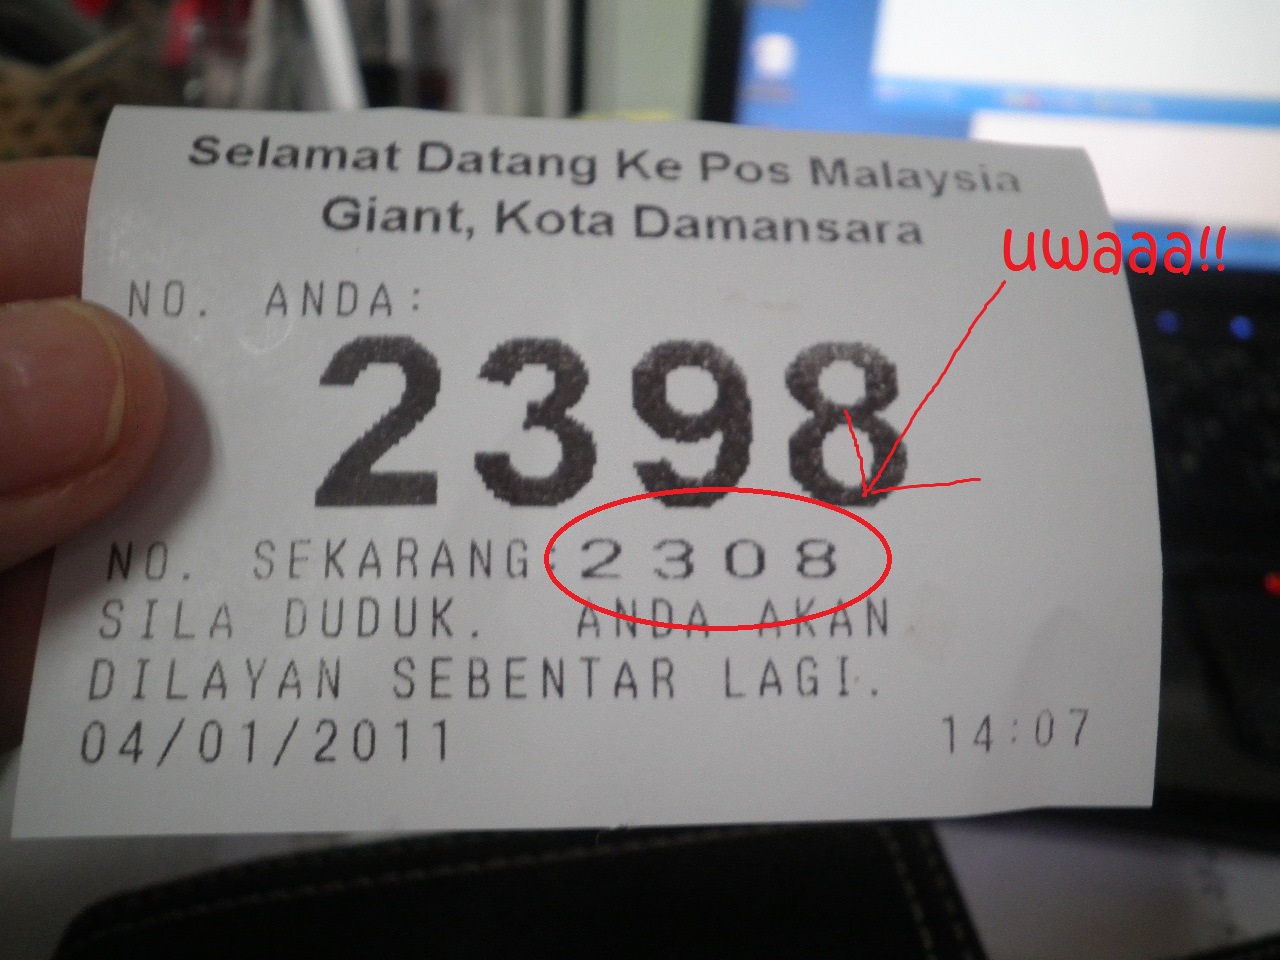 Selamat Datang Ke Pos Malaysia
Giant, Kota Damansara
uwaaa!!
NO. ANDA:
2398
NO. SEKARANG: 2308
SILA DUDUK. ANDA AKAN
DILAYAN SEBENTAR LAGI.
04/01/2011 14:07